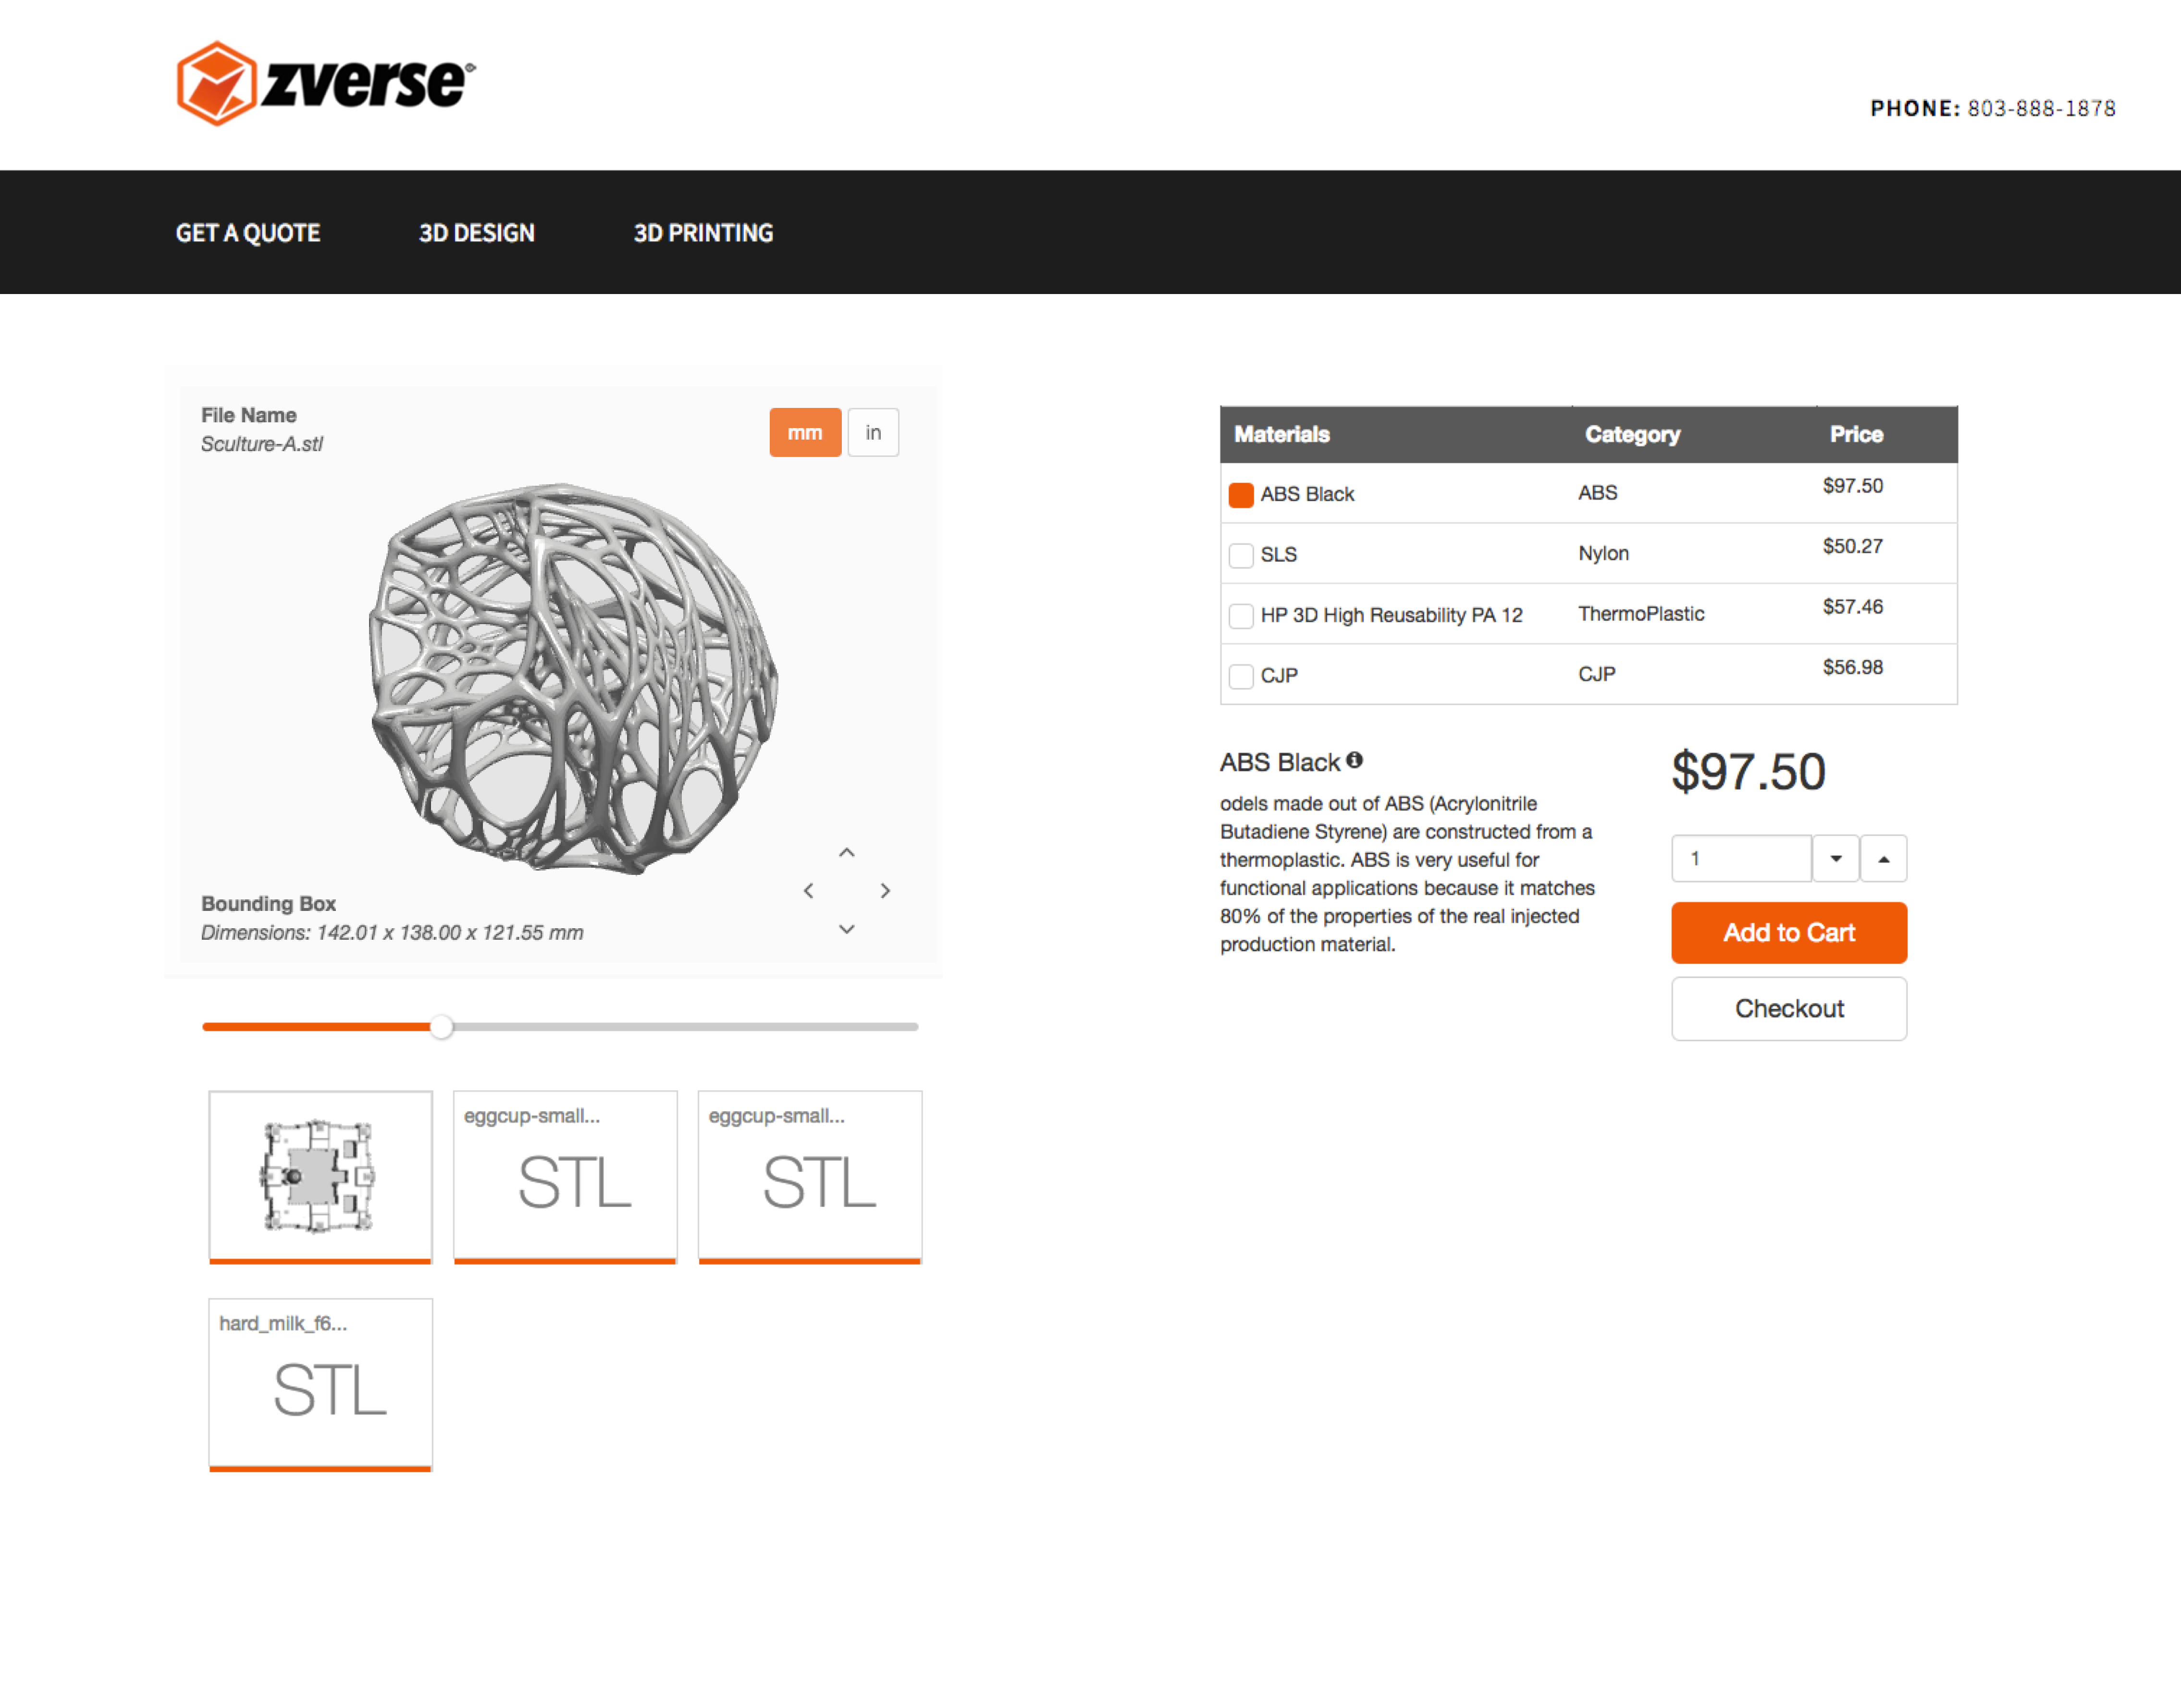 zverse
PHONE: 803-888-1878
GET A QUOTE 3D DESIGN 3D PRINTING
File Name
Sculture-A.stl
mm in
Bounding Box
Dimensions: 142.01 x 138.00 x 121.55 mm
Materials Category Price
ABS Black ABS $97.50
SLS Nylon $50.27
HP 3D High Reusability PA 12 ThermoPlastic $57.46
CJP CJP $56.98
ABS Black
odels made out of ABS (Acrylonitrile
Butadiene Styrene) are constructed from a
thermoplastic. ABS is very useful for
functional applications because it matches
80% of the properties of the real injected
production material.
$97.50
1
Add to Cart
Checkout
eggcup-small...
STL
eggcup-small...
STL
hard_milk_f6...
STL